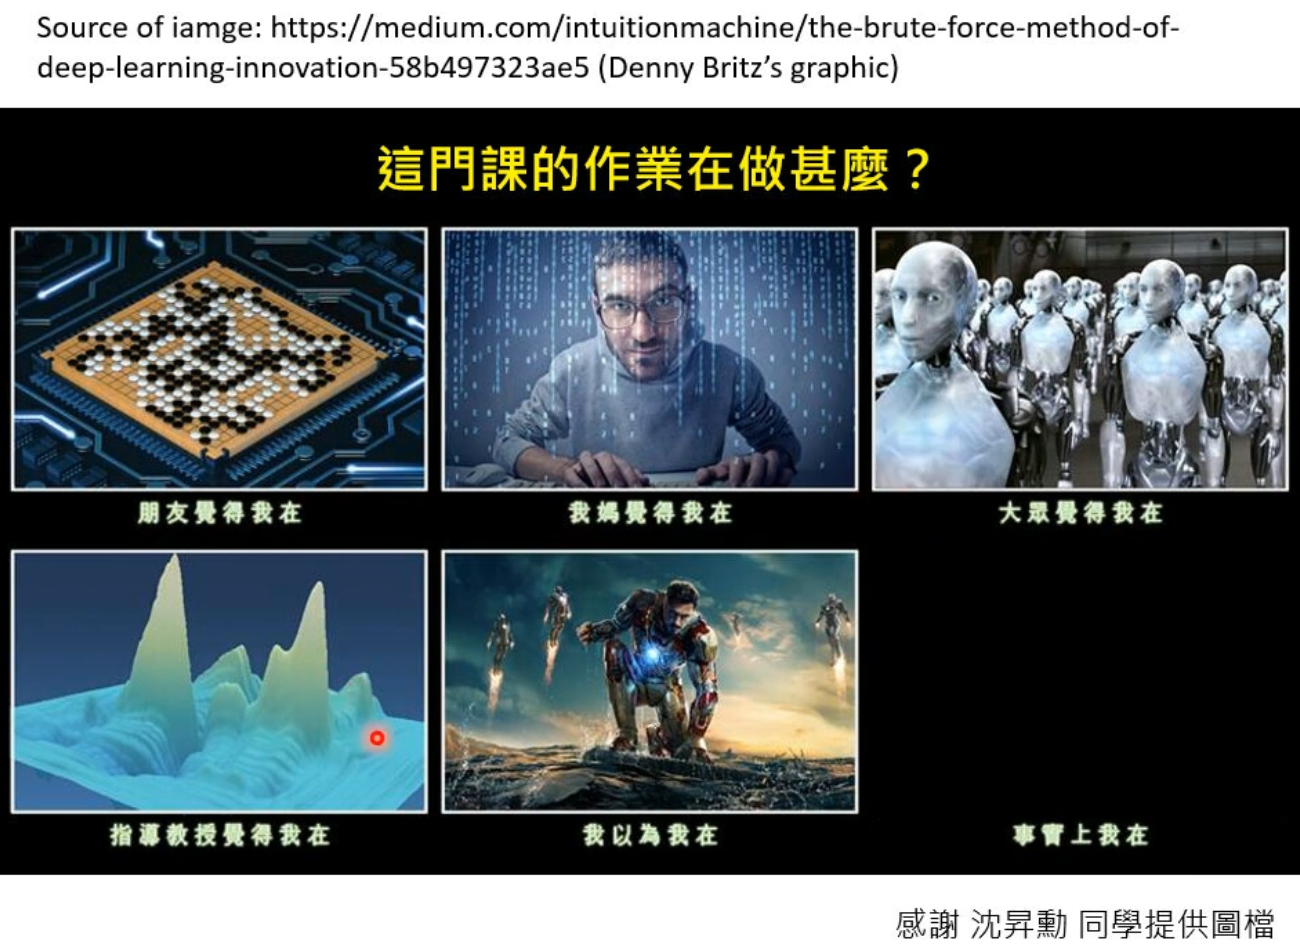 Source of iamge: https://medium.com/intuitionmachine/the-brute-force-method-of-
deep-learning-innovation-58b497323ae5 (Denny Britz’s graphic)
這門課的作業在做甚麼？
朋友覺得我在
我媽覺得我在
大眾覺得我在
指導教授覺得我在
我以為我在
事實上我在
感謝 沈昇勳 同學提供圖檔